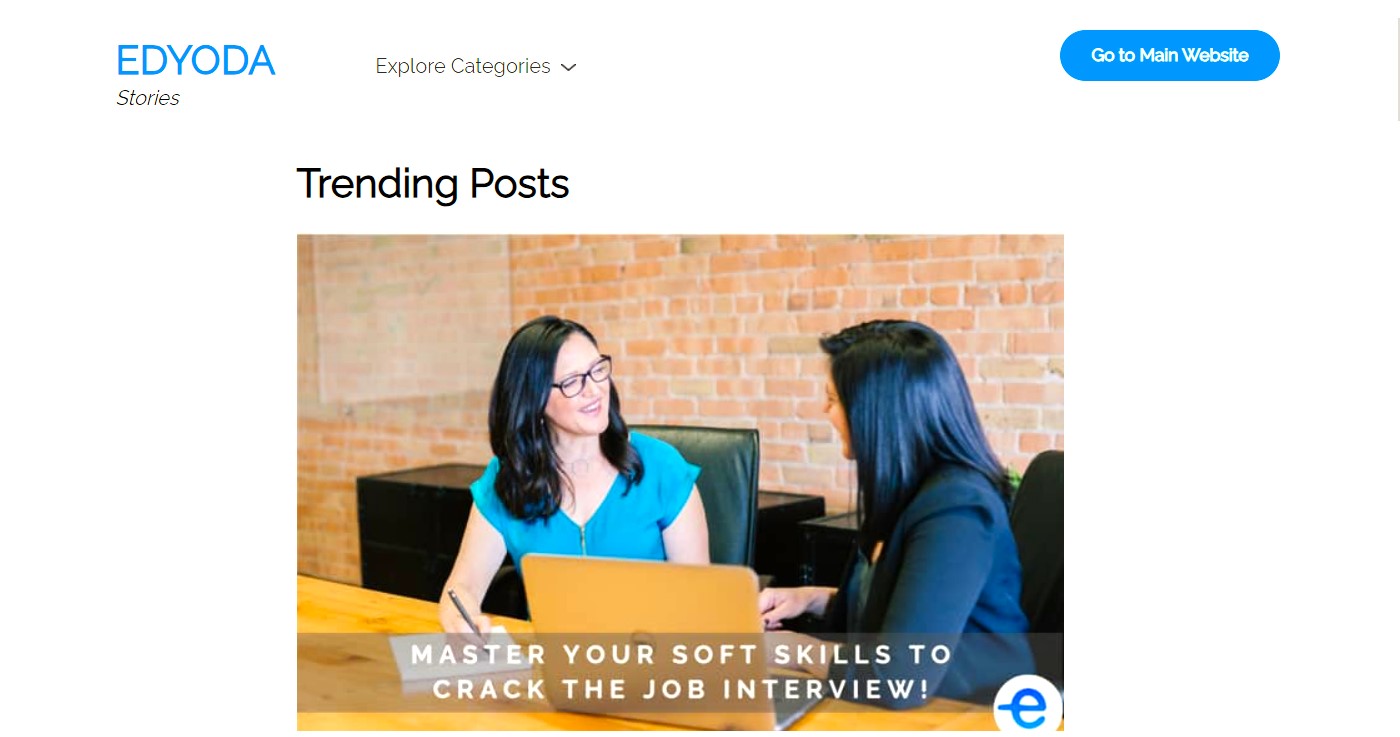 EDYODA
Stories
Explore Categories
Go to Main Website
Trending Posts
MASTER YOUR SOFT SKILLS TO
CRACK THE JOB INTERVIEW!
e